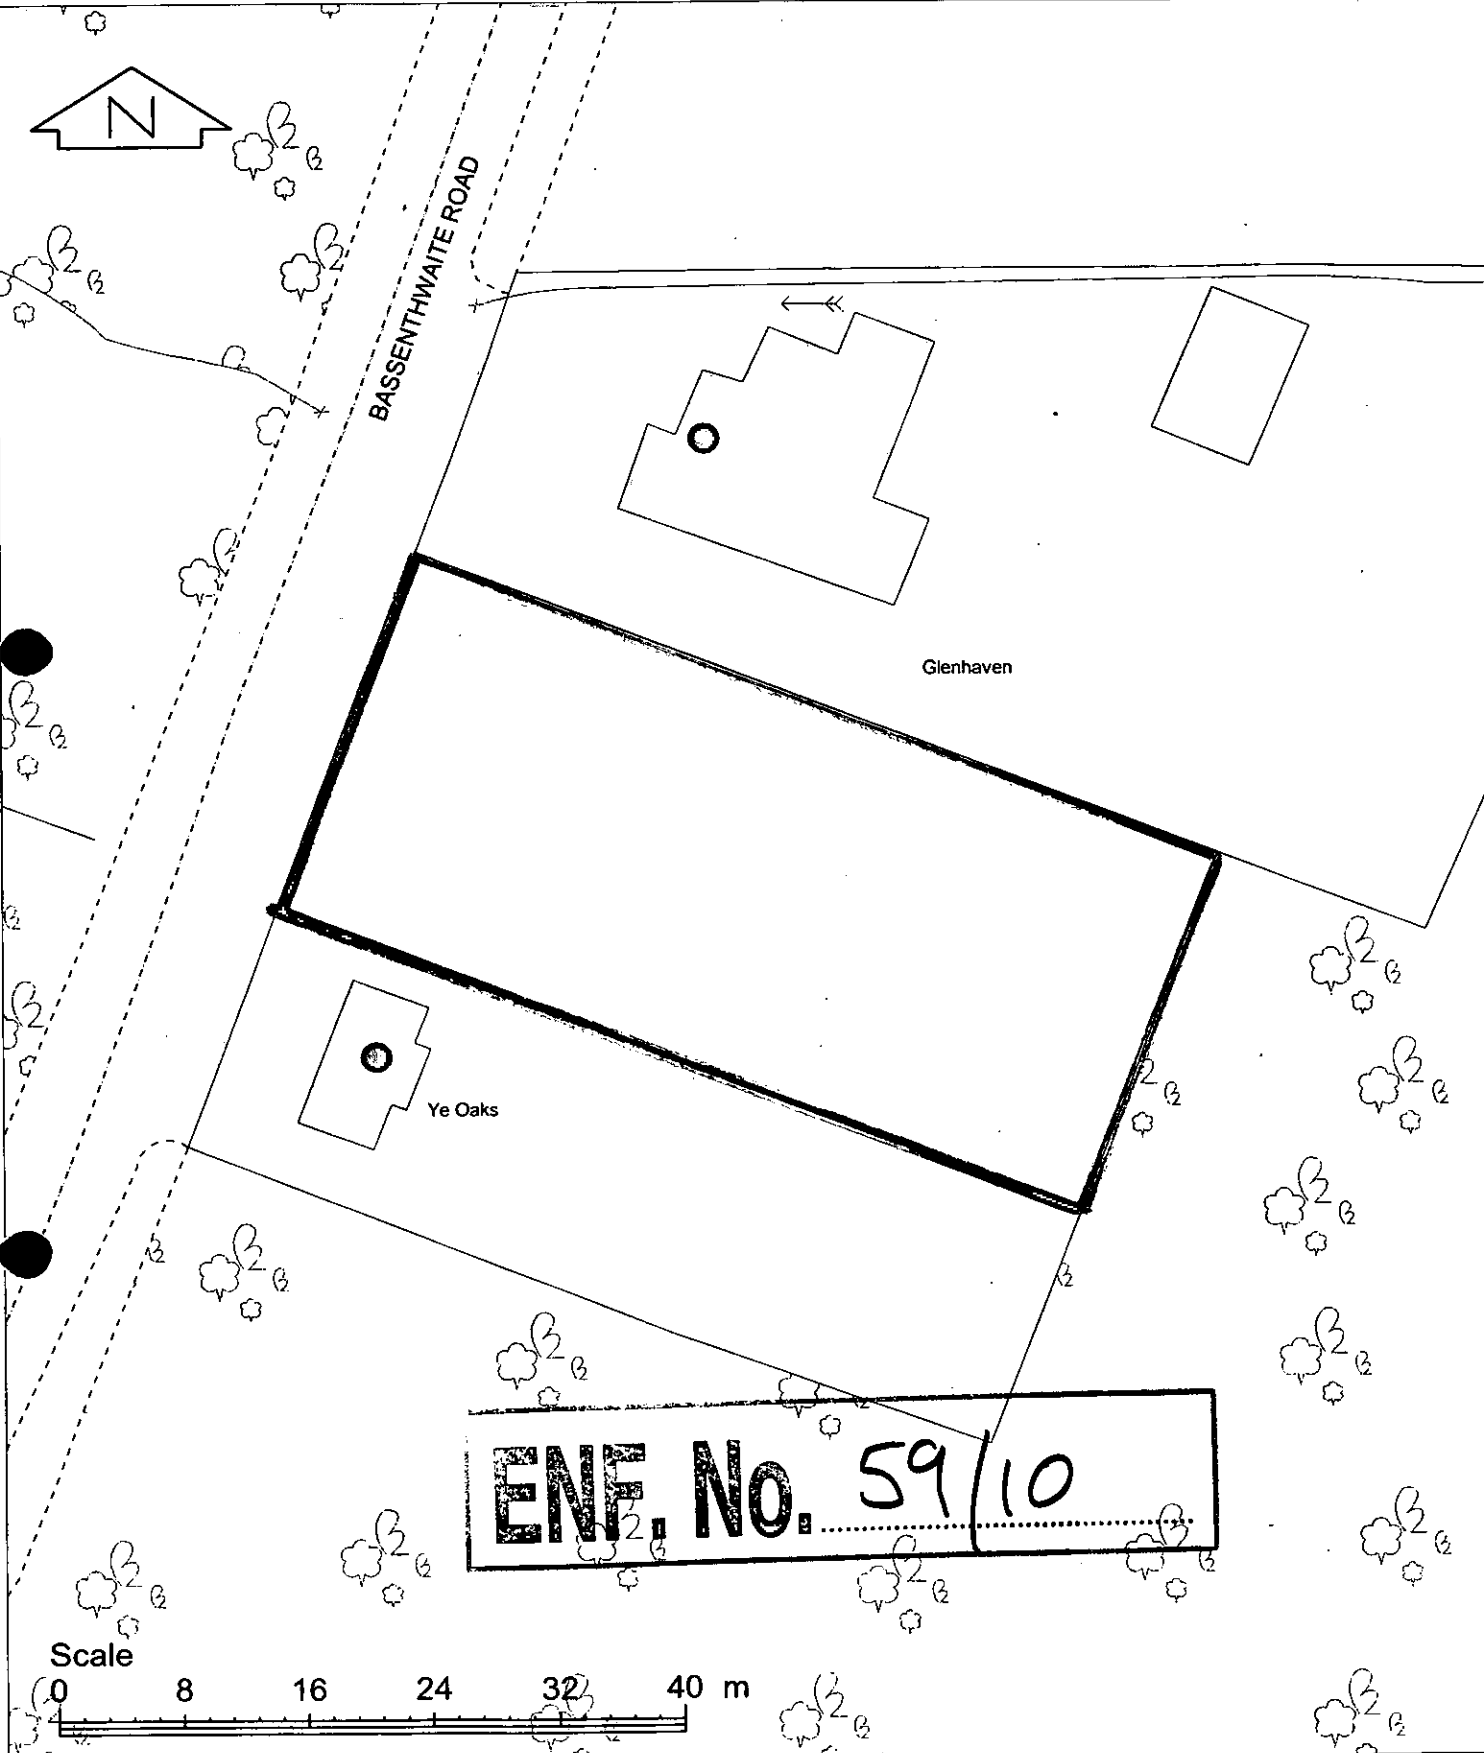 N
BASSENTHWAITE ROAD
Glenhaven
Ye Oaks
ENF. No. 59/10
Scale
0 8 16 24 32 40 m